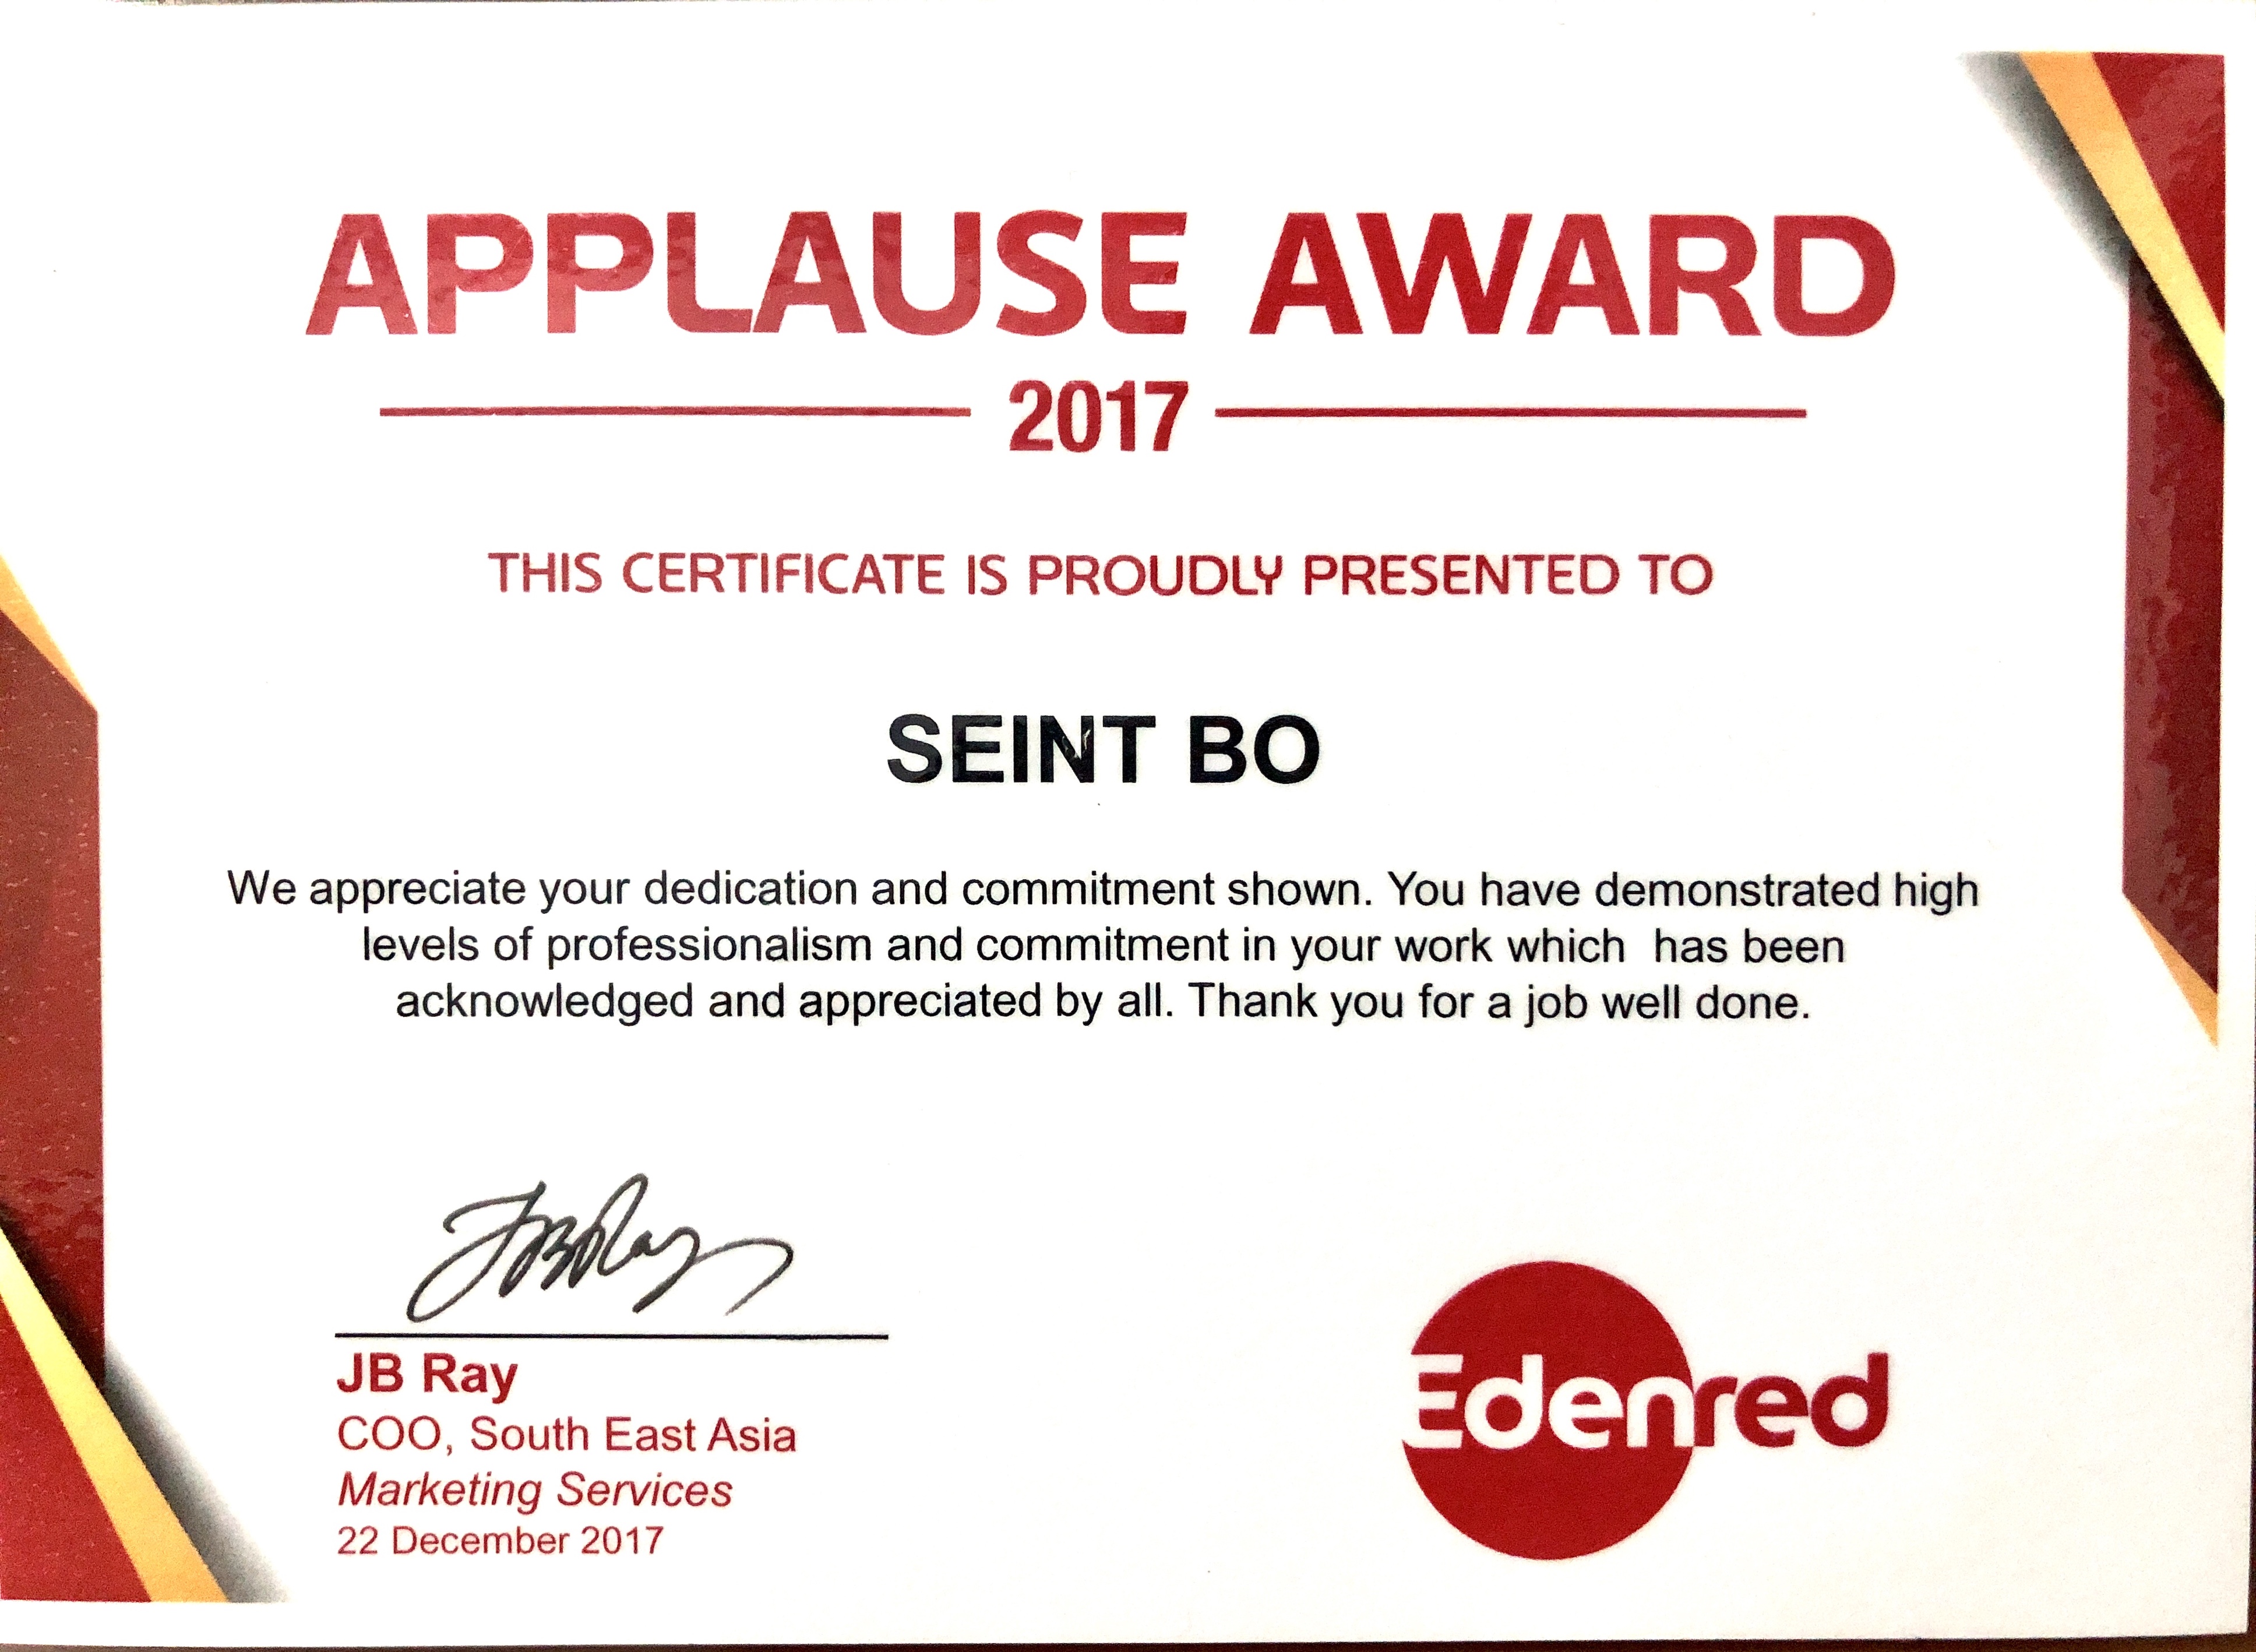 APPLAUSE AWARD
2017
THIS CERTIFICATE IS PROUDLY PRESENTED TO
SEINT BO
We appreciate your dedication and commitment shown. You have demonstrated high
levels of professionalism and commitment in your work which  has been
acknowledged and appreciated by all. Thank you for a job well done.
JBRay
JB Ray
COO, South East Asia
Marketing Services
22 December 2017
Edenred